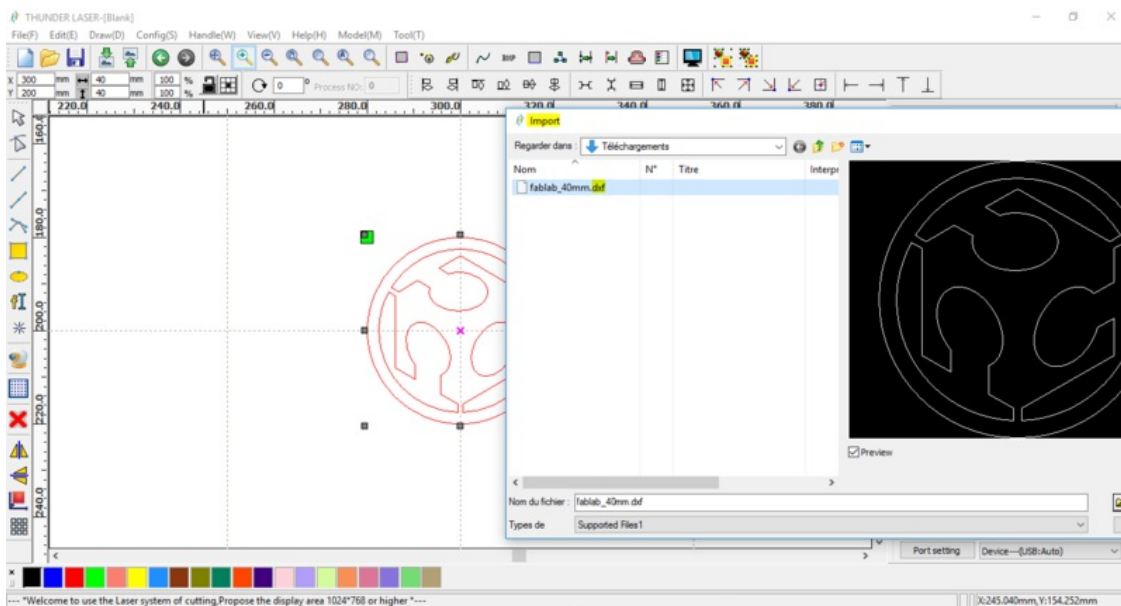 THUNDER LASER-[Blank]
File(F) Edit(E) Draw(D) Config(S) Handle(W) View(V) Help(H) Model(M) Tool(T)
X 300 mm 40 mm 100 %
Y 200 mm 40 mm 100 %
0 ° Process NO: 0
220.0 240.0 260.0 280.0 300.0 320.0 340.0 360.0 380.0
160.0
180.0
200.0
220.0
240.0
Import
Regarder dans : Téléchargements
Nom N° Titre Interpr
fablab_40mm.dxf
Preview
Nom du fichier : fablab_40mm.dxf
Types de Supported Files1
Port setting Device---(USB:Auto)
--- *Welcome to use the Laser system of cutting,Propose the display area 1024*768 or higher *---
X:245.040mm,Y:154.252mm